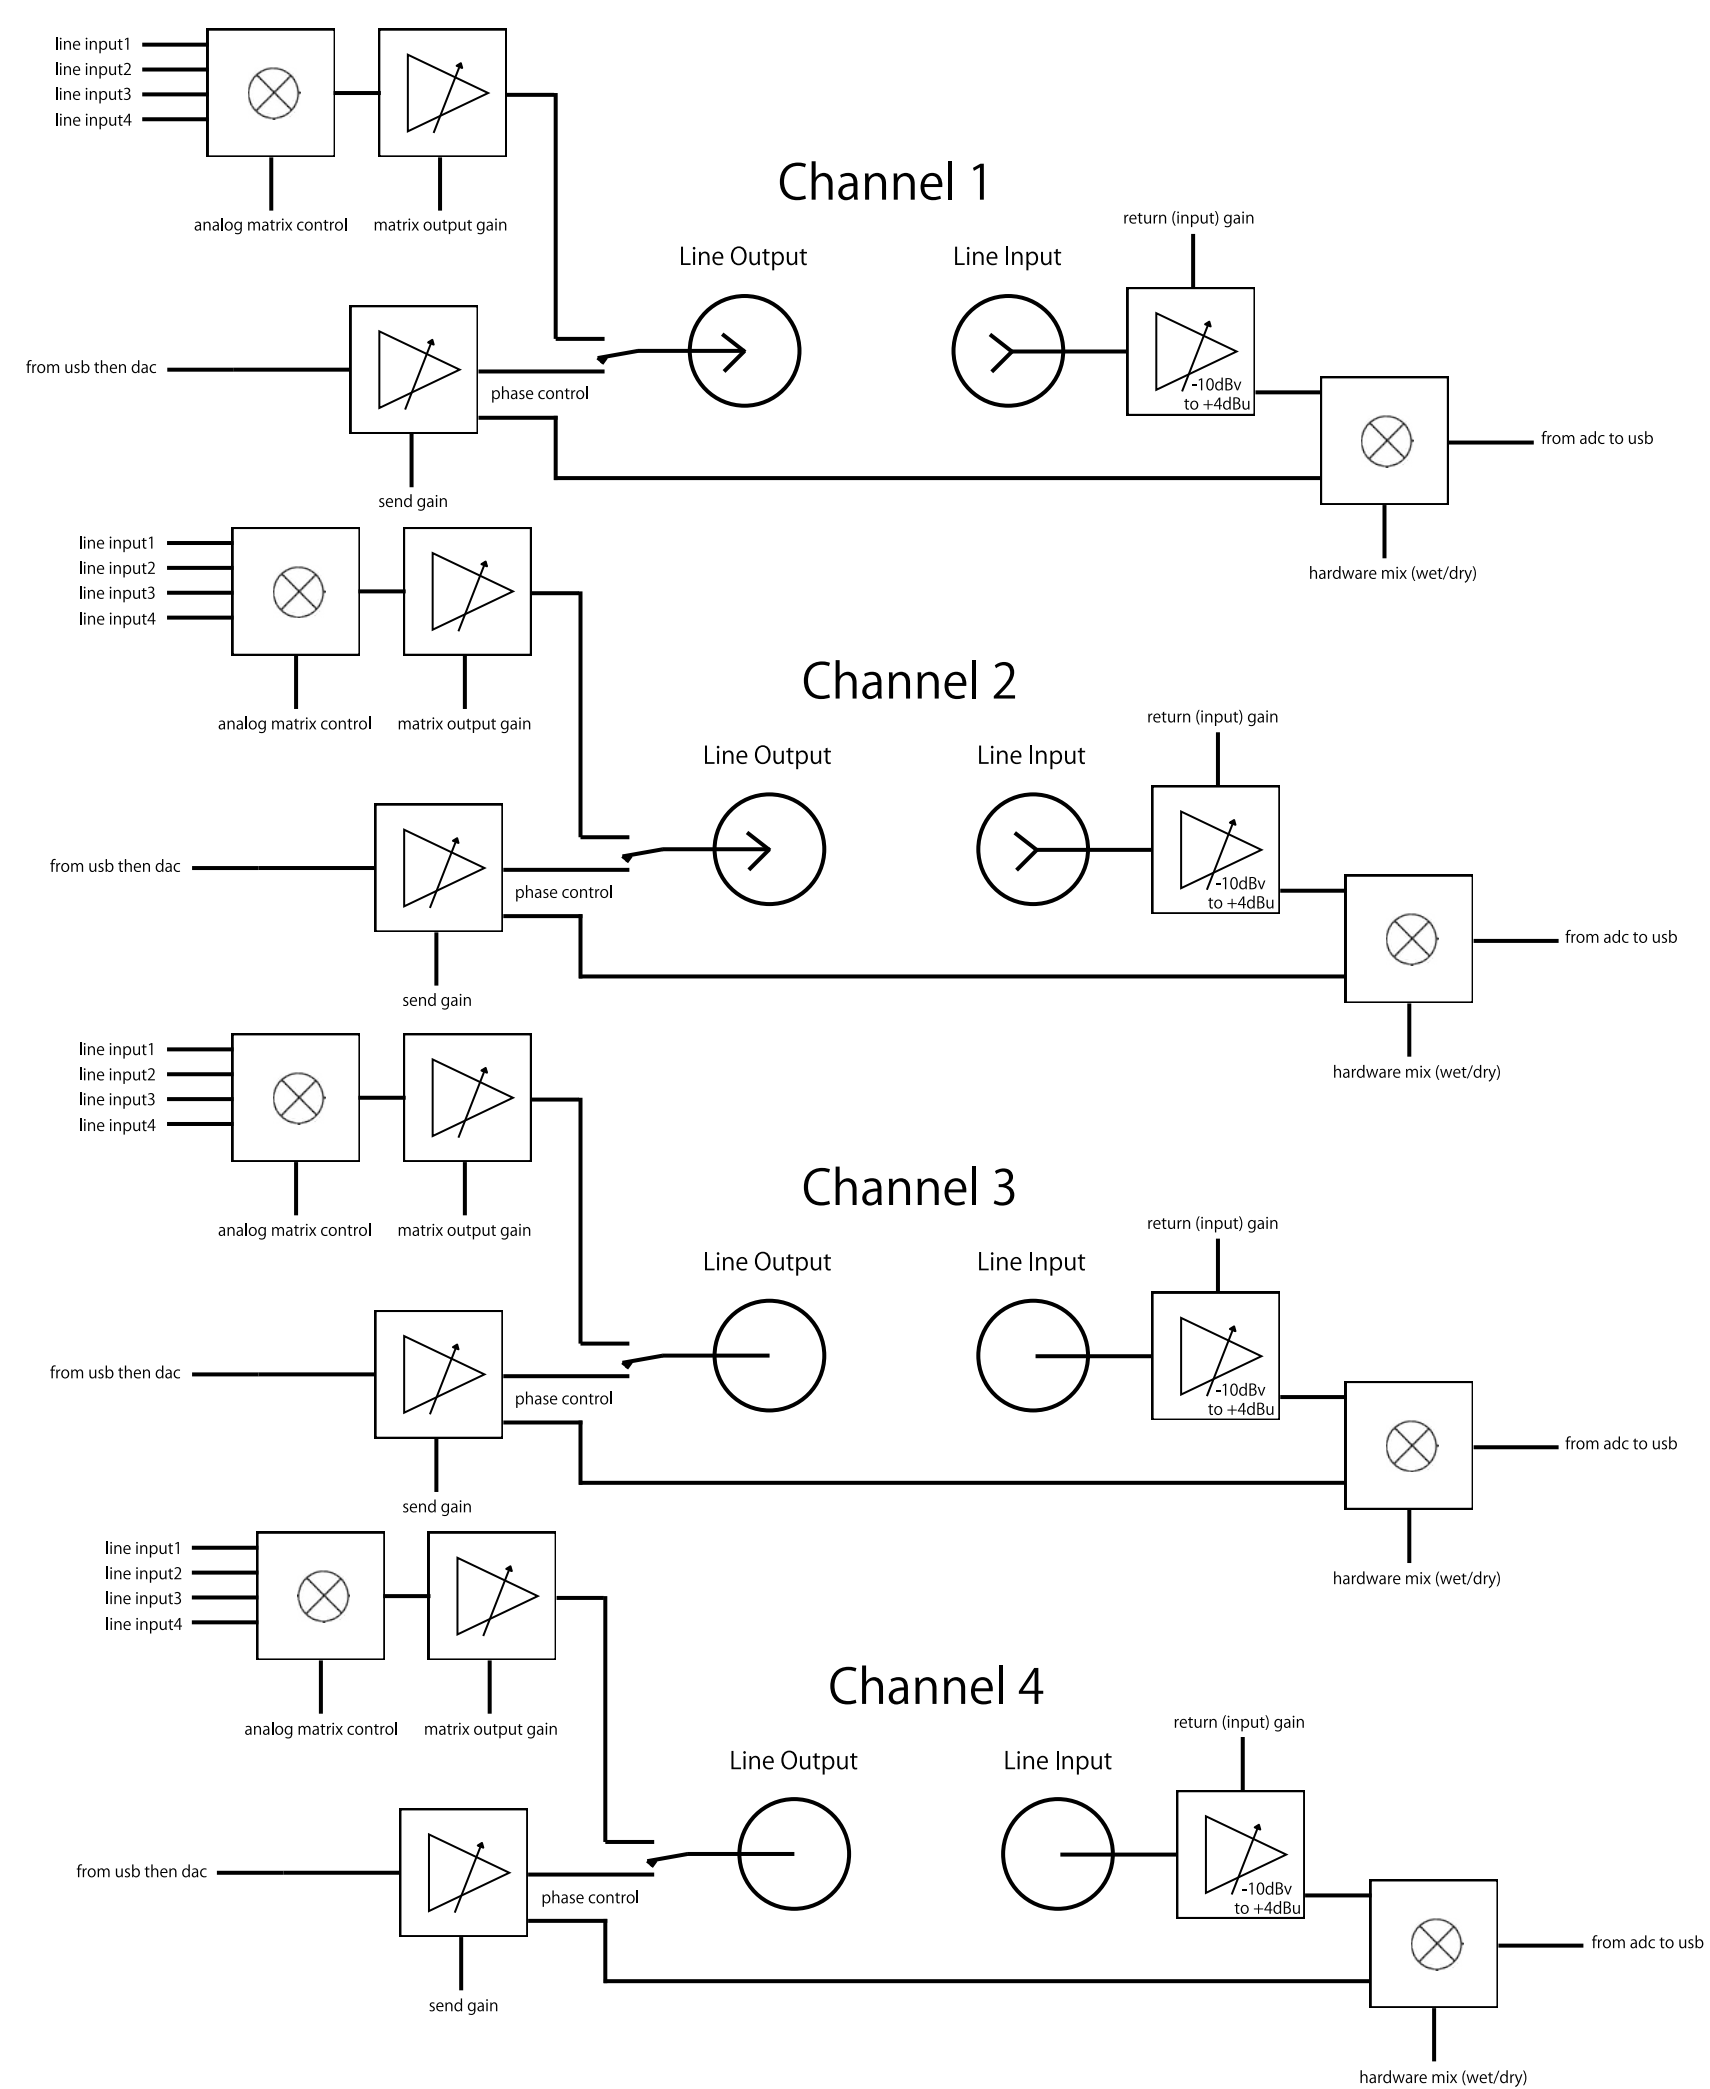 line input1
line input2
line input3
line input4
analog matrix control
matrix output gain
Channel 1
return (input) gain
Line Output
Line Input
from usb then dac
phase control
-10dBv
to +4dBu
from adc to usb
send gain
hardware mix (wet/dry)
line input1
line input2
line input3
line input4
analog matrix control
matrix output gain
Channel 2
return (input) gain
Line Output
Line Input
from usb then dac
phase control
-10dBv
to +4dBu
from adc to usb
send gain
hardware mix (wet/dry)
line input1
line input2
line input3
line input4
analog matrix control
matrix output gain
Channel 3
return (input) gain
Line Output
Line Input
from usb then dac
phase control
-10dBv
to +4dBu
from adc to usb
send gain
hardware mix (wet/dry)
line input1
line input2
line input3
line input4
analog matrix control
matrix output gain
Channel 4
return (input) gain
Line Output
Line Input
from usb then dac
phase control
-10dBv
to +4dBu
from adc to usb
send gain
hardware mix (wet/dry)